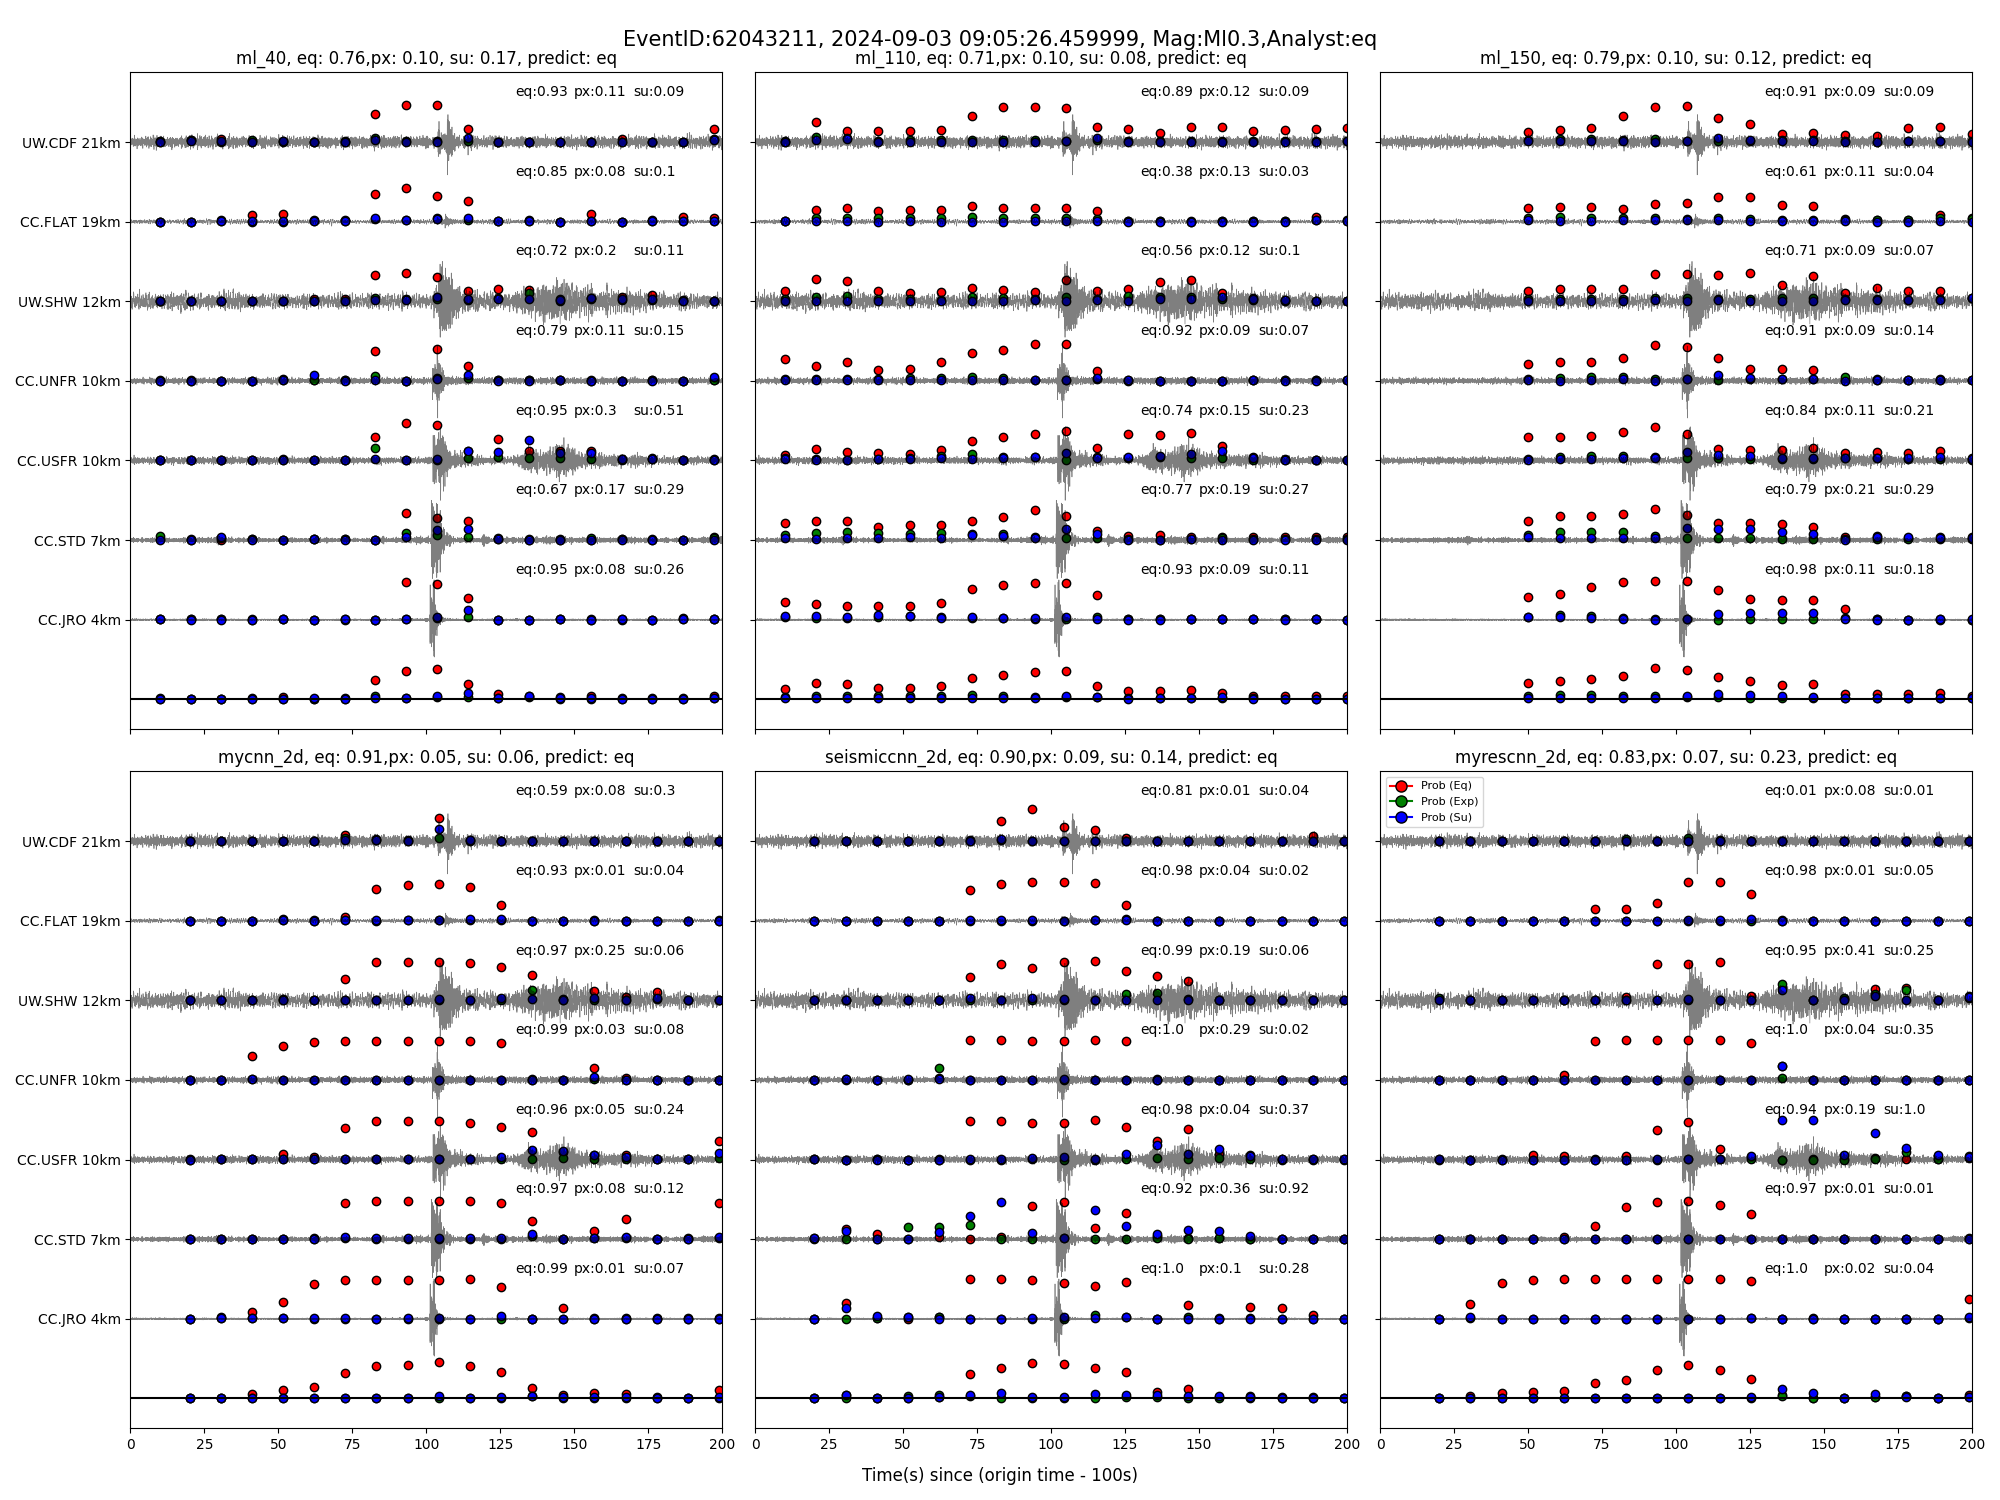 EventID:62043211, 2024-09-03 09:05:26.459999, Mag:Ml0.3,Analyst:eq
ml_40, eq: 0.76,px: 0.10, su: 0.17, predict: eq
UW.CDF 21km
eq:0.93 px:0.11 su:0.09
CC.FLAT 19km
eq:0.85 px:0.08 su:0.1
UW.SHW 12km
eq:0.72 px:0.2 su:0.11
CC.UNFR 10km
eq:0.79 px:0.11 su:0.15
CC.USFR 10km
eq:0.95 px:0.3 su:0.51
CC.STD 7km
eq:0.67 px:0.17 su:0.29
CC.JRO 4km
eq:0.95 px:0.08 su:0.26
ml_110, eq: 0.71,px: 0.10, su: 0.08, predict: eq
eq:0.89 px:0.12 su:0.09
eq:0.38 px:0.13 su:0.03
eq:0.56 px:0.12 su:0.1
eq:0.92 px:0.09 su:0.07
eq:0.74 px:0.15 su:0.23
eq:0.77 px:0.19 su:0.27
eq:0.93 px:0.09 su:0.11
ml_150, eq: 0.79,px: 0.10, su: 0.12, predict: eq
eq:0.91 px:0.09 su:0.09
eq:0.61 px:0.11 su:0.04
eq:0.71 px:0.09 su:0.07
eq:0.91 px:0.09 su:0.14
eq:0.84 px:0.11 su:0.21
eq:0.79 px:0.21 su:0.29
eq:0.98 px:0.11 su:0.18
mycnn_2d, eq: 0.91,px: 0.05, su: 0.06, predict: eq
UW.CDF 21km
eq:0.59 px:0.08 su:0.3
CC.FLAT 19km
eq:0.93 px:0.01 su:0.04
UW.SHW 12km
eq:0.97 px:0.25 su:0.06
CC.UNFR 10km
eq:0.99 px:0.03 su:0.08
CC.USFR 10km
eq:0.96 px:0.05 su:0.24
CC.STD 7km
eq:0.97 px:0.08 su:0.12
CC.JRO 4km
eq:0.99 px:0.01 su:0.07
0 25 50 75 100 125 150 175 200
seismiccnn_2d, eq: 0.90,px: 0.09, su: 0.14, predict: eq
eq:0.81 px:0.01 su:0.04
eq:0.98 px:0.04 su:0.02
eq:0.99 px:0.19 su:0.06
eq:1.0 px:0.29 su:0.02
eq:0.98 px:0.04 su:0.37
eq:0.92 px:0.36 su:0.92
eq:1.0 px:0.1 su:0.28
0 25 50 75 100 125 150 175 200
myrescnn_2d, eq: 0.83,px: 0.07, su: 0.23, predict: eq
Prob (Eq)
Prob (Exp)
Prob (Su)
eq:0.01 px:0.08 su:0.01
eq:0.98 px:0.01 su:0.05
eq:0.95 px:0.41 su:0.25
eq:1.0 px:0.04 su:0.35
eq:0.94 px:0.19 su:1.0
eq:0.97 px:0.01 su:0.01
eq:1.0 px:0.02 su:0.04
0 25 50 75 100 125 150 175 200
Time(s) since (origin time - 100s)